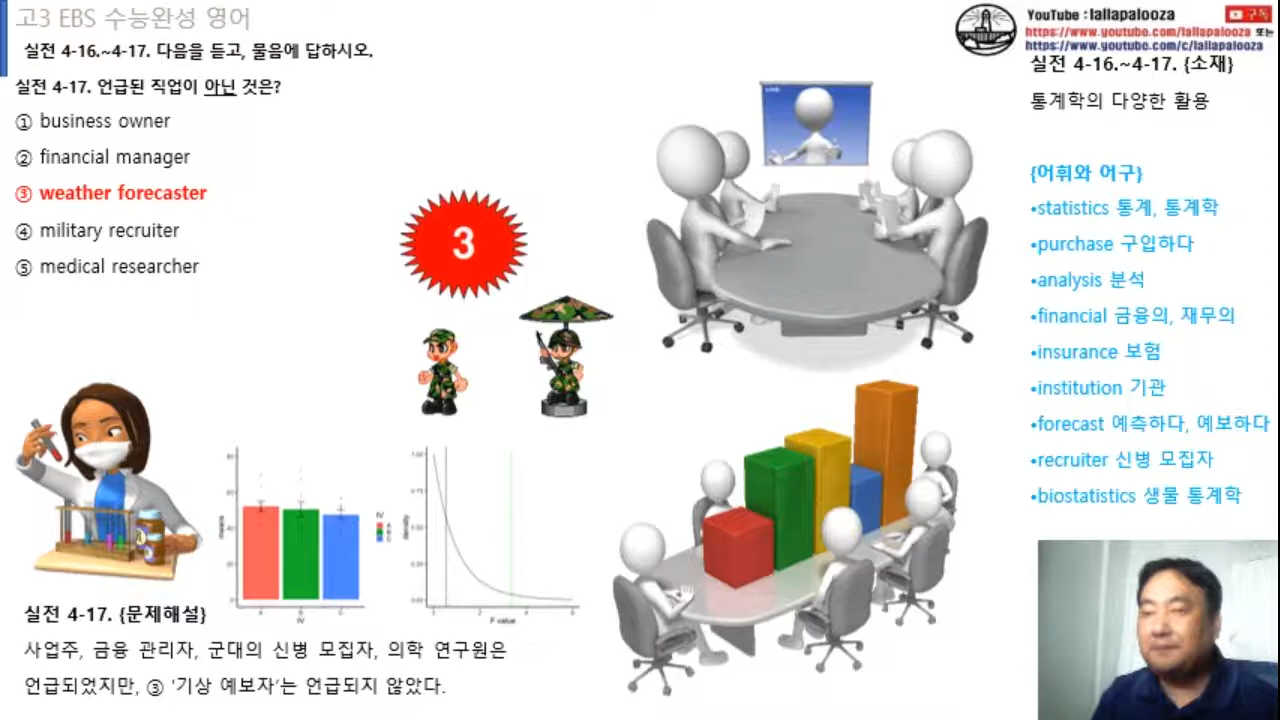 고3 EBS 수능완성 영어
실전 4-16.~4-17. 다음을 듣고, 물음에 답하시오.
실전 4-17. 언급된 직업이 아닌 것은?
① business owner
② financial manager
③ weather forecaster
④ military recruiter
⑤ medical researcher
3
실전 4-17. {문제해설}
사업주, 금융 관리자, 군대의 신병 모집자, 의학 연구원은
언급되었지만, ③ '기상 예보자'는 언급되지 않았다.
YouTube : lallapalooza
구독
https://www.youtube.com/lallapalooza 또는
https://www.youtube.com/c/lallapalooza
실전 4-16.~4-17. {소재}
통계학의 다양한 활용
{어휘와 어구}
•statistics 통계, 통계학
•purchase 구입하다
•analysis 분석
•financial 금융의, 재무의
•insurance 보험
•institution 기관
•forecast 예측하다, 예보하다
•recruiter 신병 모집자
•biostatistics 생물 통계학
means
IV
density
F value